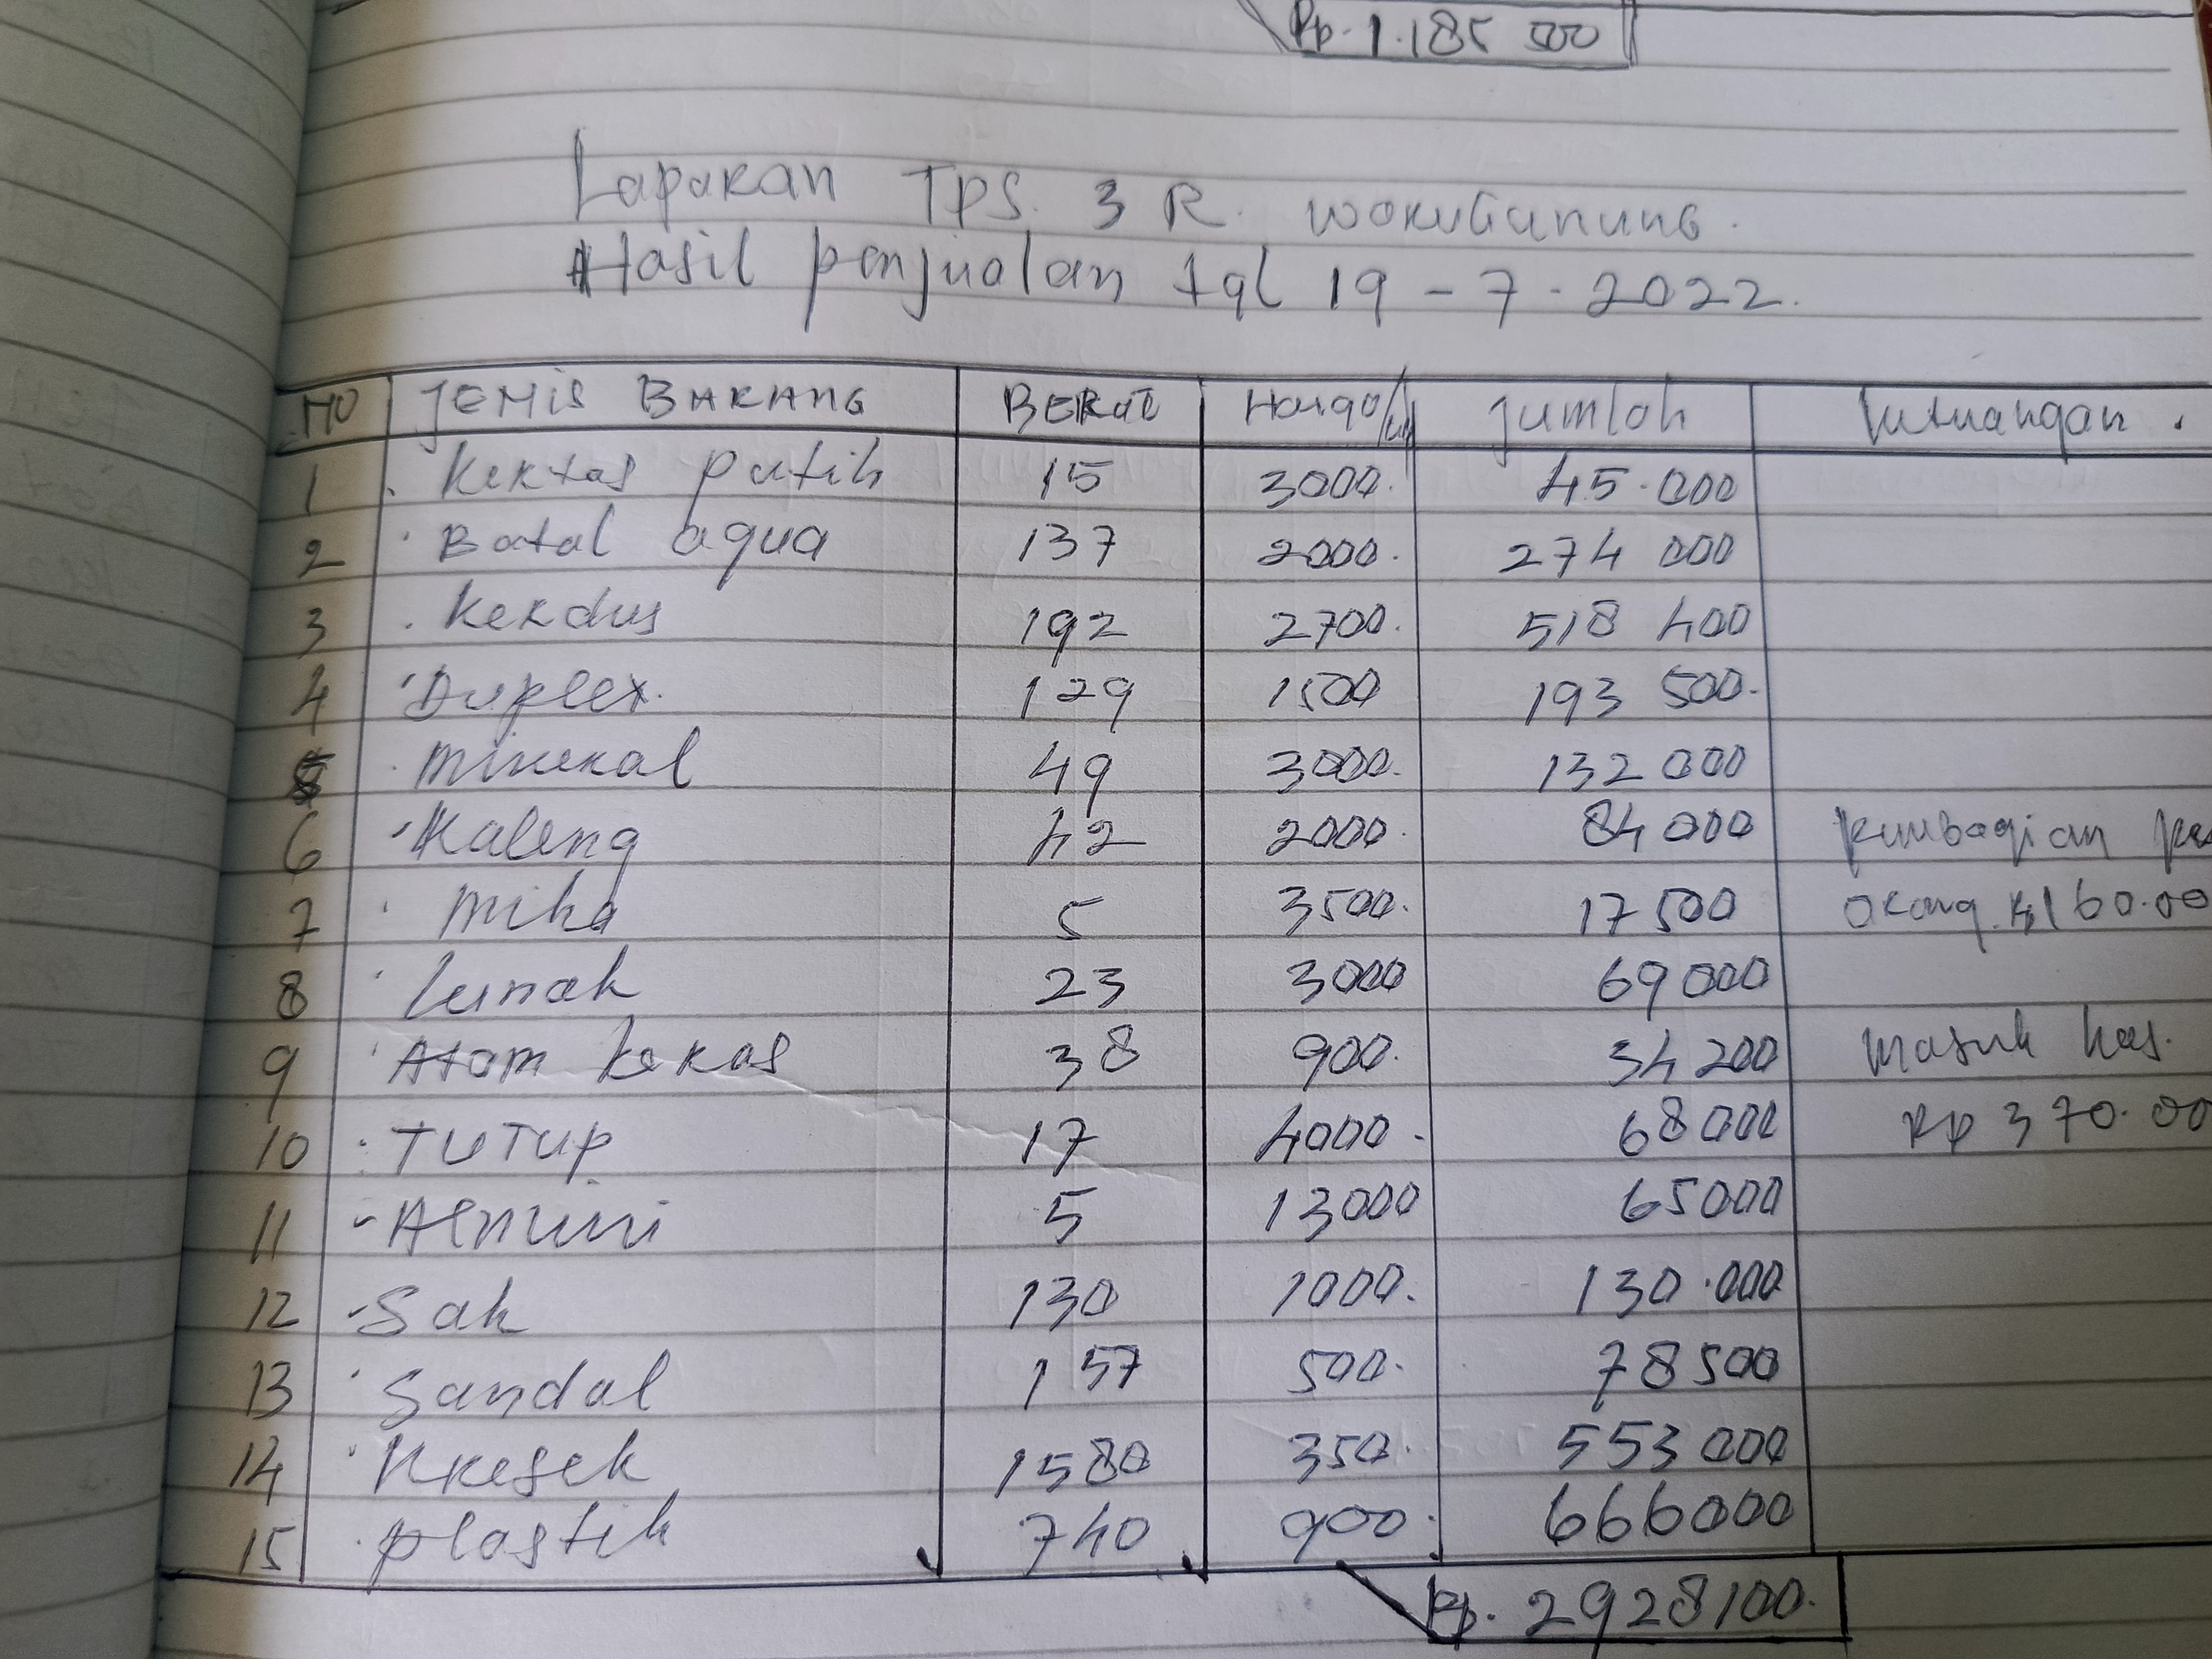 Rp. 1.185 500
Laporan TPS. 3 R. Worugunung.
Hasil penjualan tgl 19 - 7 - 2022.
NO JENIS BARANG BERAT Harga/kg Jumlah keterangan.
1 . Kertas putih 15 3000. 45.000
2 . Botol aqua 137 2000. 274 000
3 . Kerdus 192 2700. 518 400
4 . Duplex. 129 1500 193 500.
5 . Mineral 49 3000. 132 000
6 . Kaleng 42 2000. 84 000 pembagian per
7 . Mika 5 3500. 17 500 orang. Rp 160.00
8 . Lemak 23 3000 69 000
9 . Atom keras 38 900. 34 200 Masuk kas.
10 . TUTUP 17 4000. 68 000 Rp 370.00
11 - Almini 5 13000 65000
12 - Sak 130 1000. 130.000
13 . Sandal 157 500. 78 500
14 . Kresek 1580 350. 553 000
15 . plastik 740 900. 666000
Rp. 2928100.